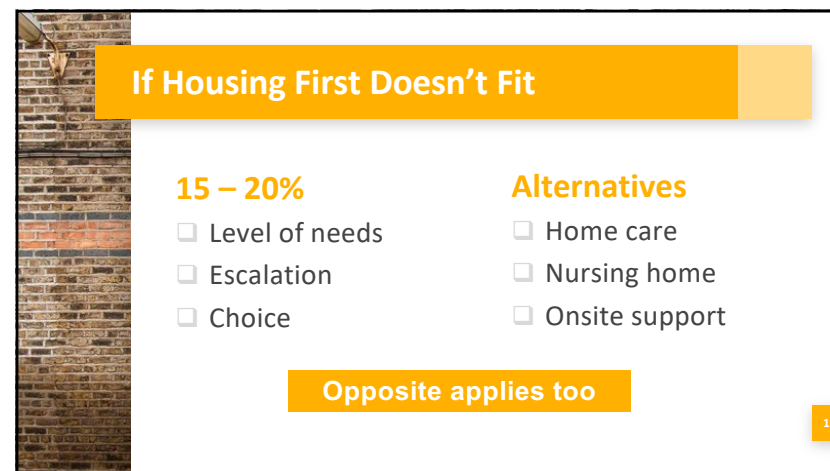 If Housing First Doesn’t Fit
15 – 20%
Level of needs
Escalation
Choice
Alternatives
Home care
Nursing home
Onsite support
Opposite applies too